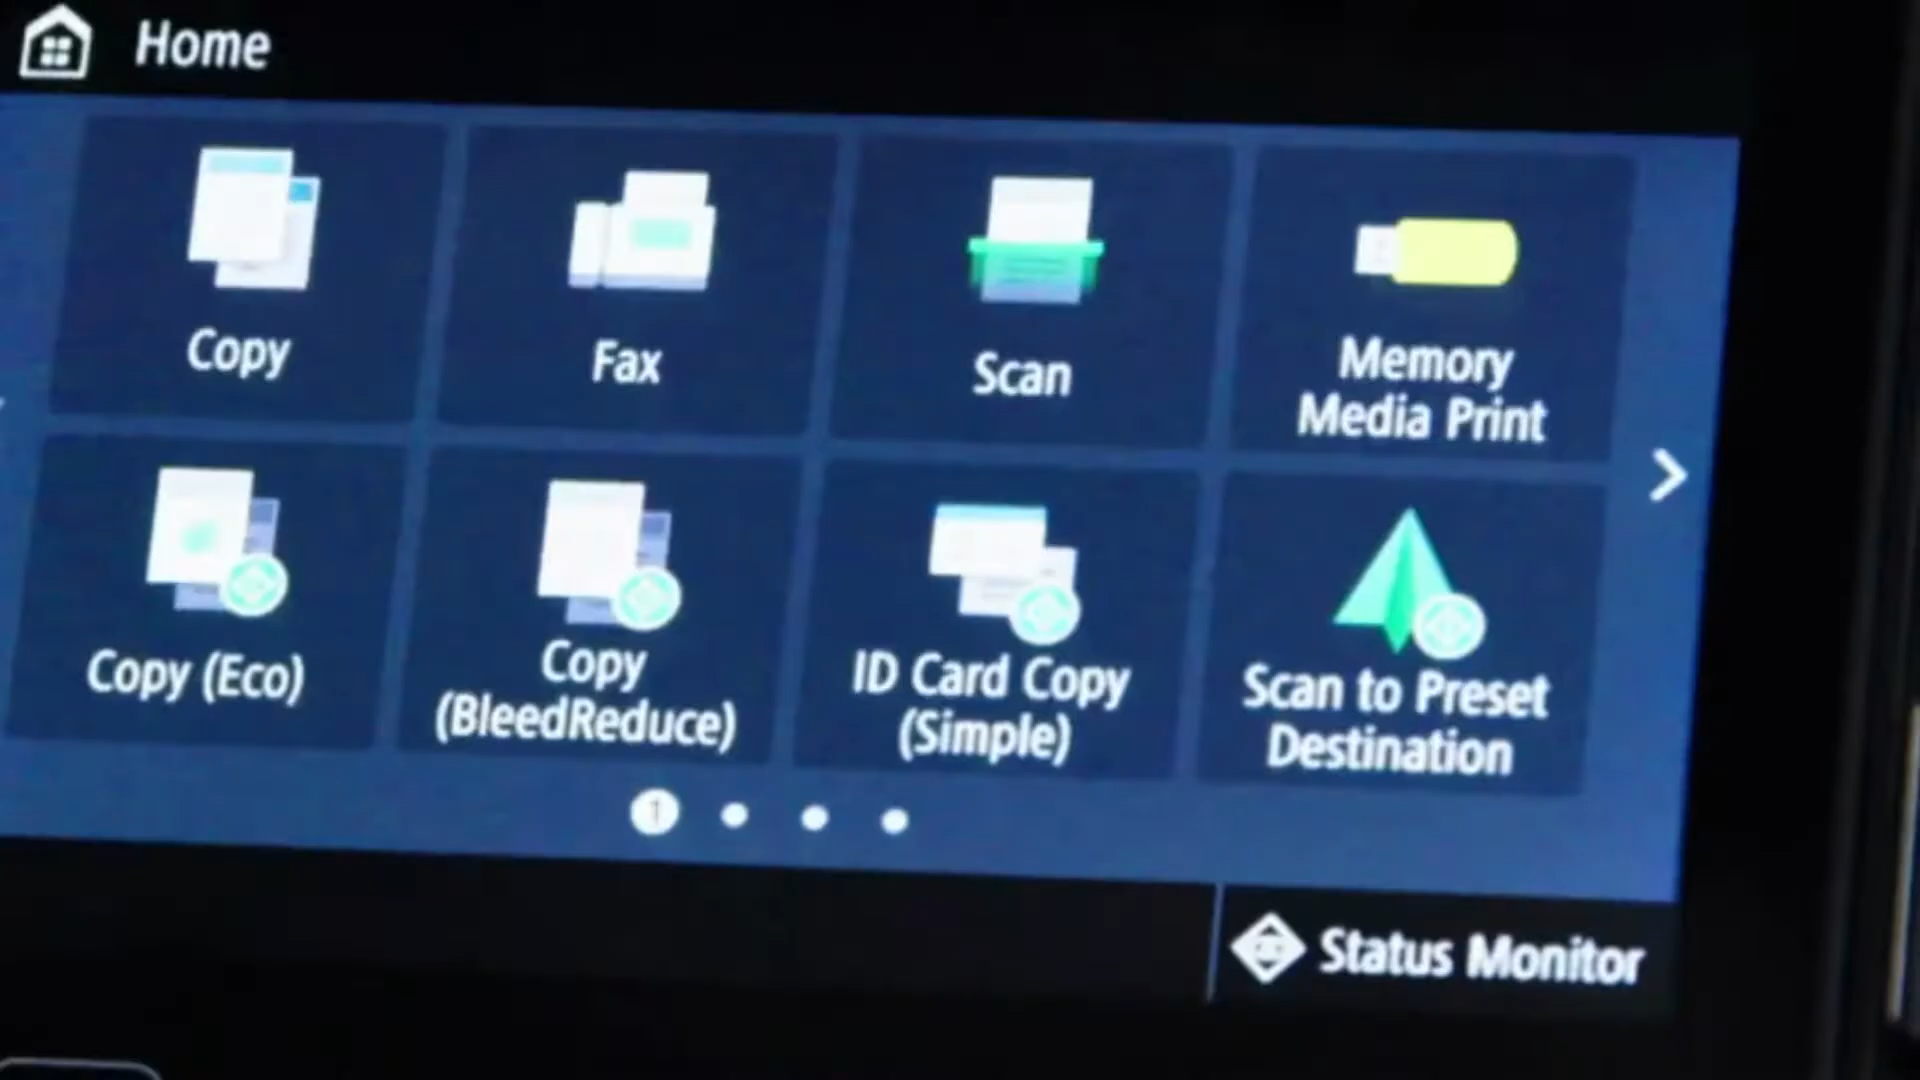 Home
Copy
Fax
Scan
Memory
Media Print
Copy (Eco)
Copy
(BleedReduce)
ID Card Copy
(Simple)
Scan to Preset
Destination
1
Status Monitor